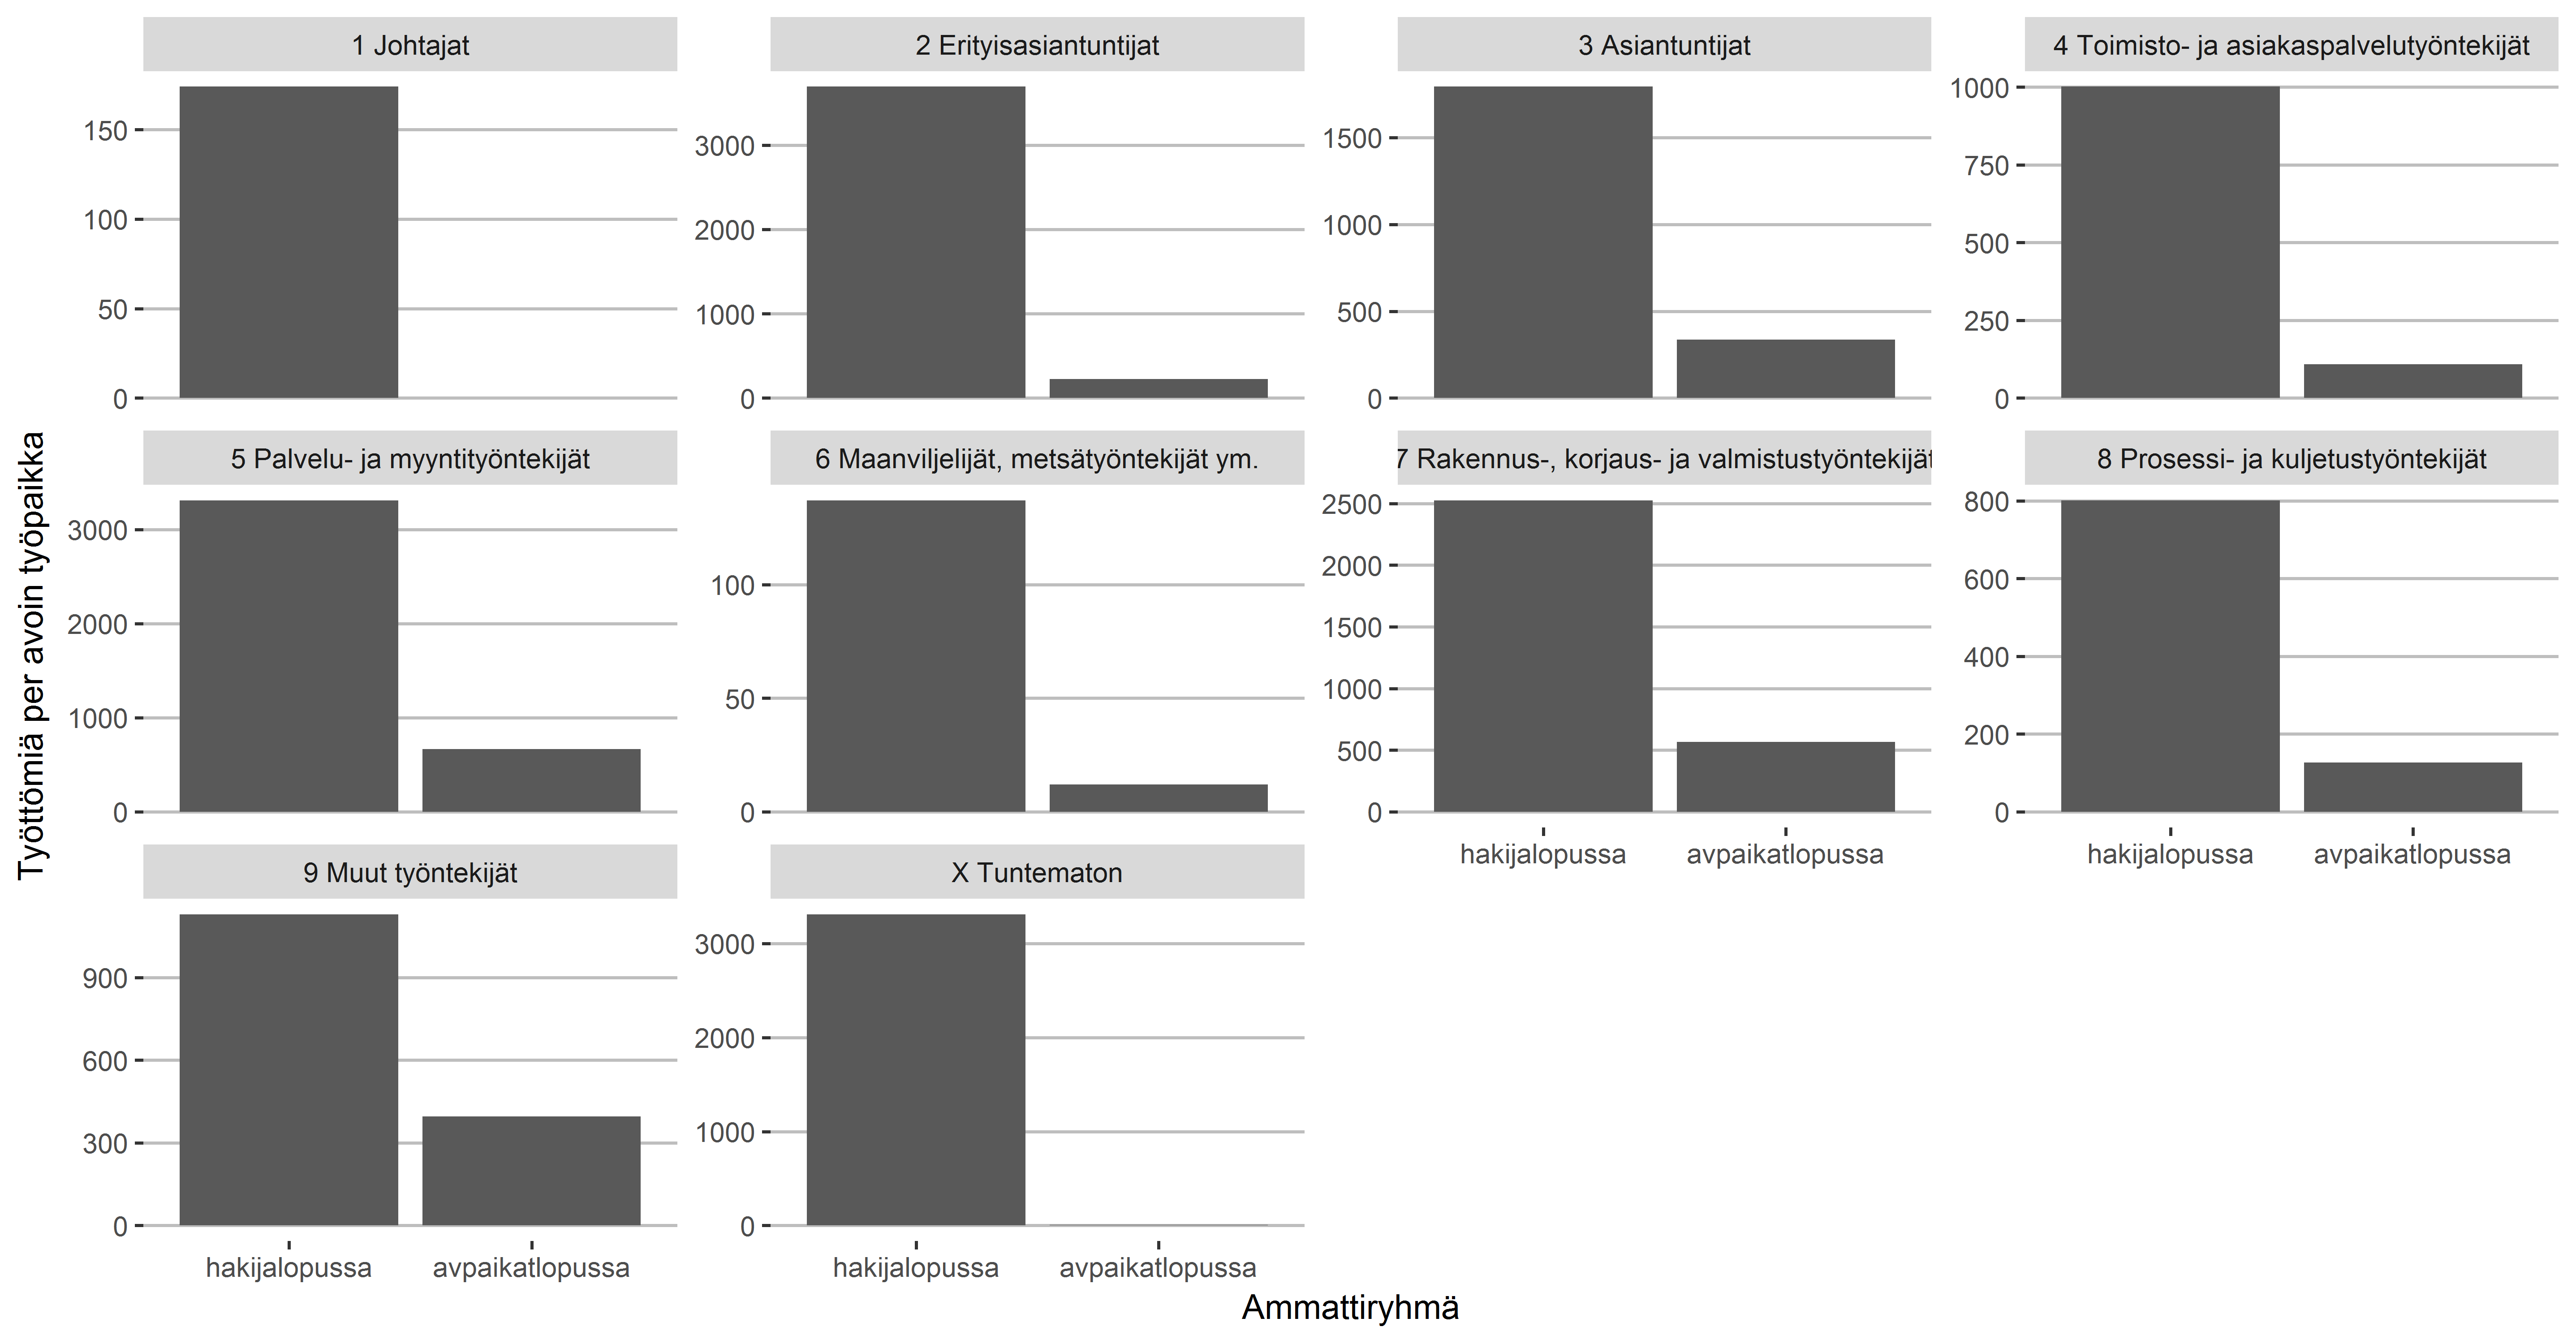 1 Johtajat
2 Erityisasiantuntijat
3 Asiantuntijat
4 Toimisto- ja asiakaspalvelutyöntekijät
150
100
50
0
3000
2000
1000
0
1500
1000
500
0
1000
750
500
250
0
Työttömiä per avoin työpaikka
5 Palvelu- ja myyntityöntekijät
6 Maanviljelijät, metsätyöntekijät ym.
7 Rakennus-, korjaus- ja valmistustyöntekijät
8 Prosessi- ja kuljetustyöntekijät
3000
2000
1000
0
100
50
0
2500
2000
1500
1000
500
0
hakijalopussa avpaikatlopussa
800
600
400
200
0
hakijalopussa avpaikatlopussa
9 Muut työntekijät
X Tuntematon
900
600
300
0
hakijalopussa avpaikatlopussa
3000
2000
1000
0
hakijalopussa avpaikatlopussa
Ammattiryhmä